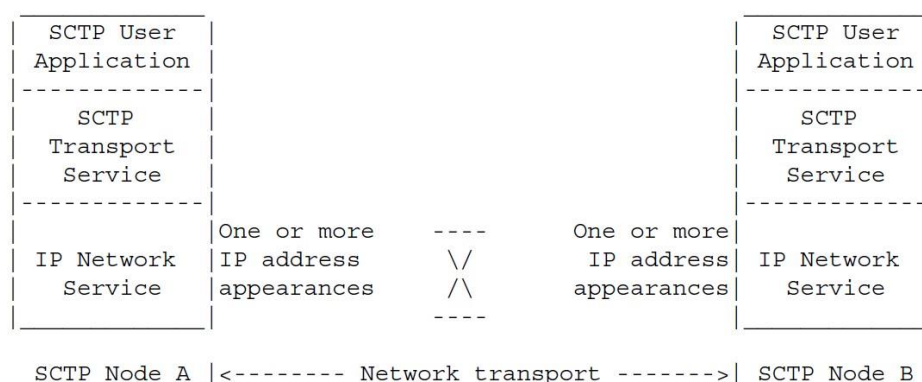 SCTP User SCTP User
Application Application
SCTP SCTP
Transport Transport
Service Service
One or more ---- One or more
IP Network IP address \/ IP address IP Network
Service appearances /\ appearances Service
----
SCTP Node A |<-------- Network transport ------->| SCTP Node B